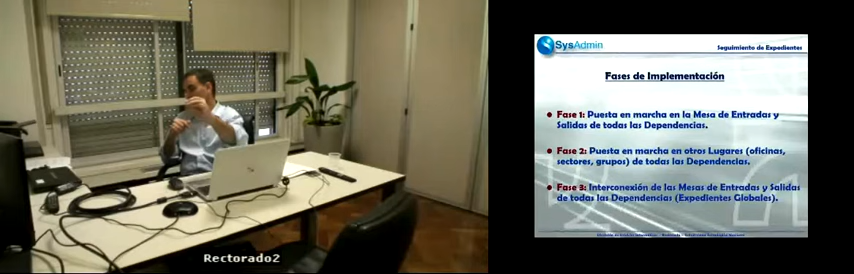 Rectorado2
SysAdmin
Seguimiento de Expedientes
Fases de Implementación
Fase 1: Puesta en marcha en la Mesa de Entradas y
Salidas de todas las Dependencias.
Fase 2: Puesta en marcha en otros Lugares (oficinas,
sectores, grupos) de todas las Dependencias.
Fase 3: Interconexión de las Mesas de Entradas y Salidas
de todas las Dependencias (Expedientes Globales).